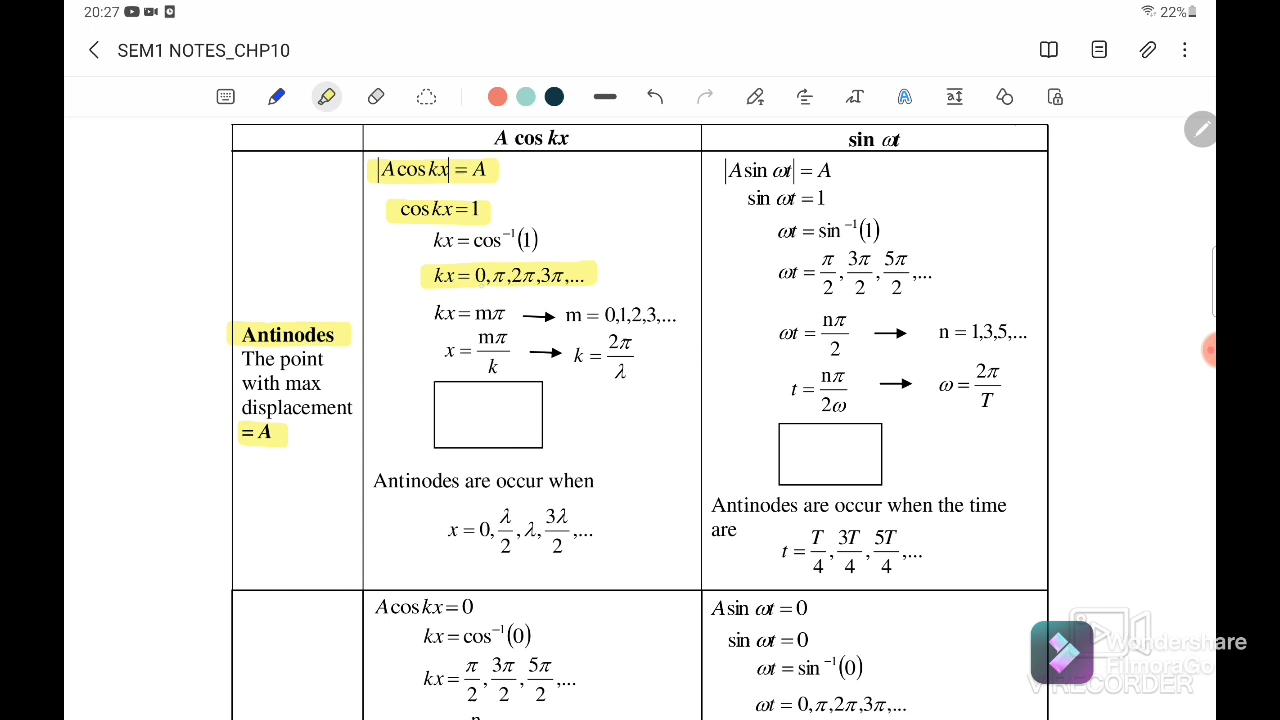 20:27
22%
SEM1 NOTES_CHP10
A cos kx
sin ωt
Antinodes
The point
with max
displacement
= A
|A cos kx| = A
cos kx = 1
kx = cos⁻¹(1)
kx = 0, π, 2π, 3π,...
kx = mπ → m = 0,1,2,3,...
x = mπ/k → k = 2π/λ
Antinodes are occur when
x = 0, λ/2, λ, 3λ/2,...
|A sin ωt| = A
sin ωt = 1
ωt = sin⁻¹(1)
ωt = π/2, 3π/2, 5π/2,...
ωt = nπ/2 → n = 1,3,5,...
t = nπ/2ω → ω = 2π/T
Antinodes are occur when the time
are
t = T/4, 3T/4, 5T/4,...
A cos kx = 0
kx = cos⁻¹(0)
kx = π/2, 3π/2, 5π/2,...
n
A sin ωt = 0
sin ωt = 0
ωt = sin⁻¹(0)
ωt = 0, π, 2π, 3π,...
Wondershare
FilmoraGo
V RECORDER